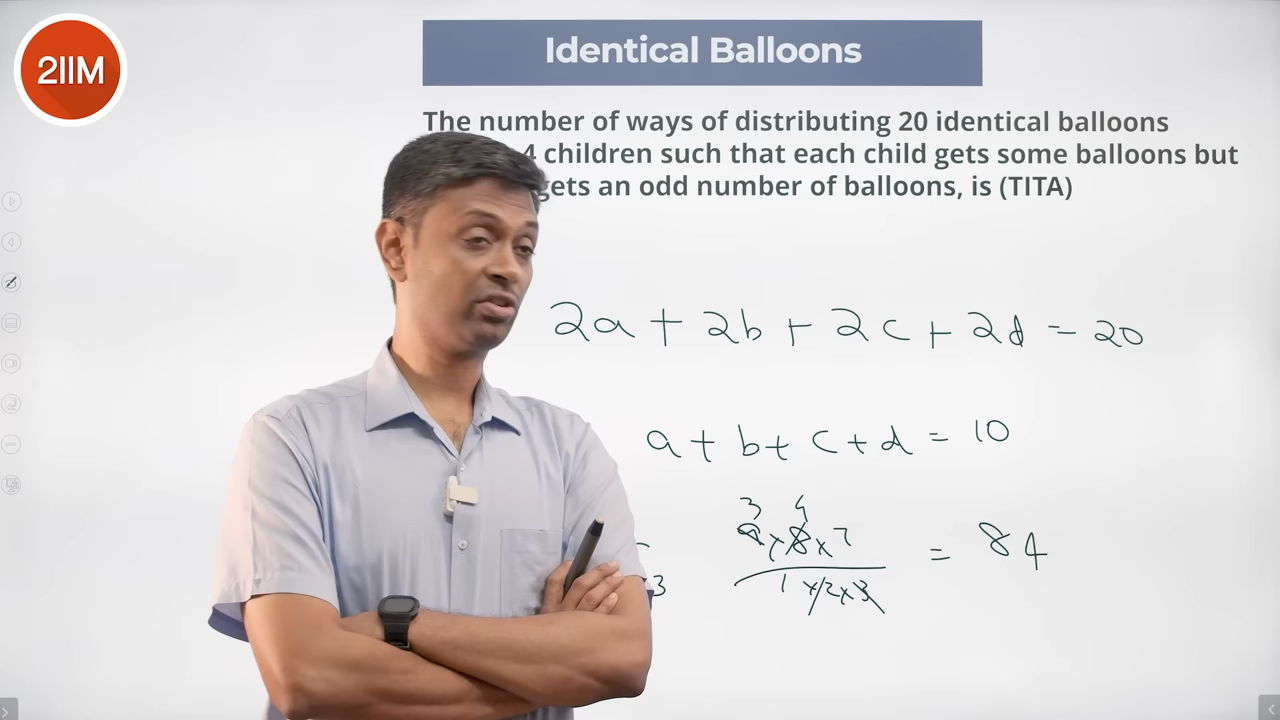 2IIM
Identical Balloons
The number of ways of distributing 20 identical balloons
4 children such that each child gets some balloons but
gets an odd number of balloons, is (TITA)
2a + 2b + 2c + 2d = 20
a + b + c + d = 10
3 4
9 x 8 x 7
= 84
3
1 x 2 x 3